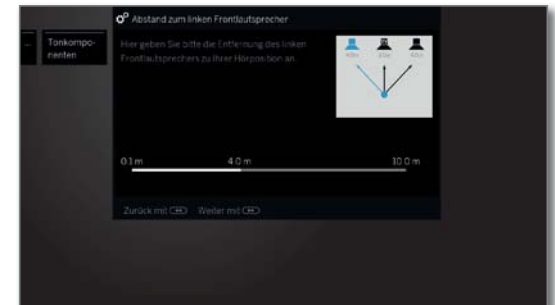 Abstand zum linken Frontlautsprecher
Tonkompo-
nenten
Hier geben Sie bitte die Entfernung des linken
Frontlautsprechers zu Ihrer Hörposition an.
0.1 m 4.0 m 10.0 m
Zurück mit Weiter mit